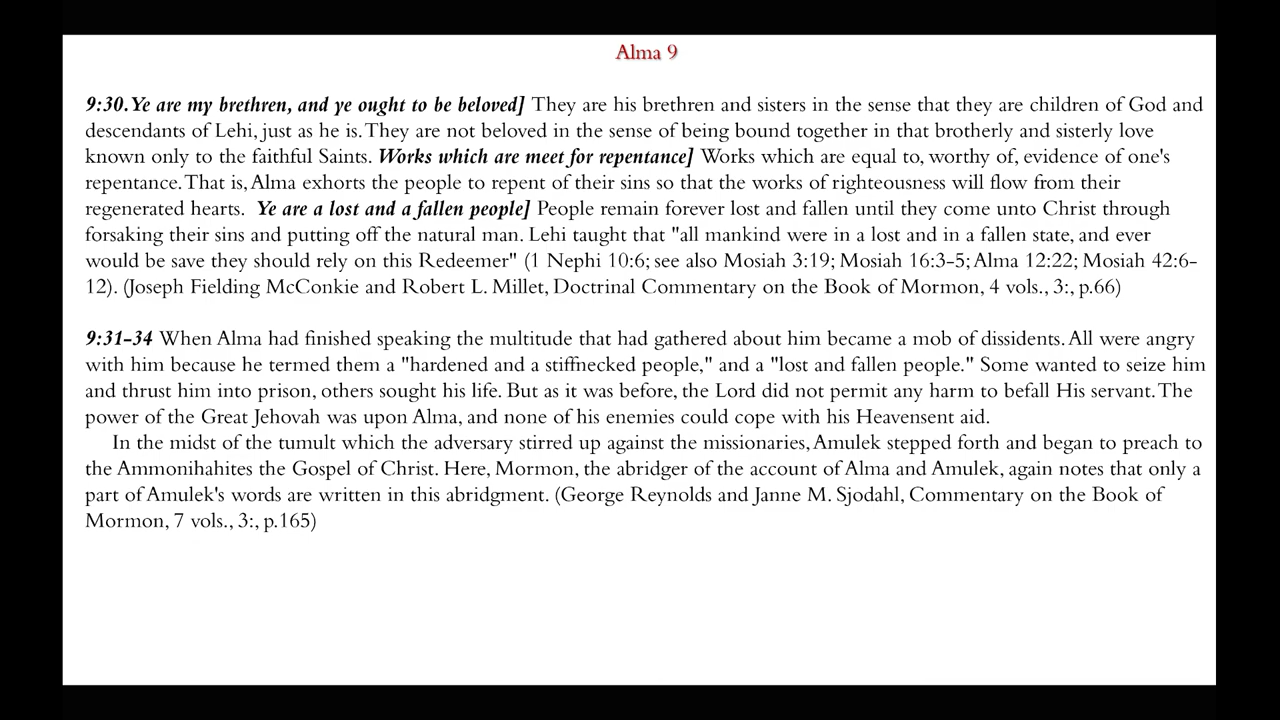 Alma 9
9:30. Ye are my brethren, and ye ought to be beloved] They are his brethren and sisters in the sense that they are children of God and
descendants of Lehi, just as he is. They are not beloved in the sense of being bound together in that brotherly and sisterly love
known only to the faithful Saints. Works which are meet for repentance] Works which are equal to, worthy of, evidence of one's
repentance. That is, Alma exhorts the people to repent of their sins so that the works of righteousness will flow from their
regenerated hearts. Ye are a lost and a fallen people] People remain forever lost and fallen until they come unto Christ through
forsaking their sins and putting off the natural man. Lehi taught that "all mankind were in a lost and in a fallen state, and ever
would be save they should rely on this Redeemer" (1 Nephi 10:6; see also Mosiah 3:19; Mosiah 16:3-5; Alma 12:22; Mosiah 42:6-
12). (Joseph Fielding McConkie and Robert L. Millet, Doctrinal Commentary on the Book of Mormon, 4 vols., 3:, p.66)
9:31-34 When Alma had finished speaking the multitude that had gathered about him became a mob of dissidents. All were angry
with him because he termed them a "hardened and a stiffnecked people," and a "lost and fallen people." Some wanted to seize him
and thrust him into prison, others sought his life. But as it was before, the Lord did not permit any harm to befall His servant. The
power of the Great Jehovah was upon Alma, and none of his enemies could cope with his Heavensent aid.
In the midst of the tumult which the adversary stirred up against the missionaries, Amulek stepped forth and began to preach to
the Ammonihahites the Gospel of Christ. Here, Mormon, the abridger of the account of Alma and Amulek, again notes that only a
part of Amulek's words are written in this abridgment. (George Reynolds and Janne M. Sjodahl, Commentary on the Book of
Mormon, 7 vols., 3:, p.165)